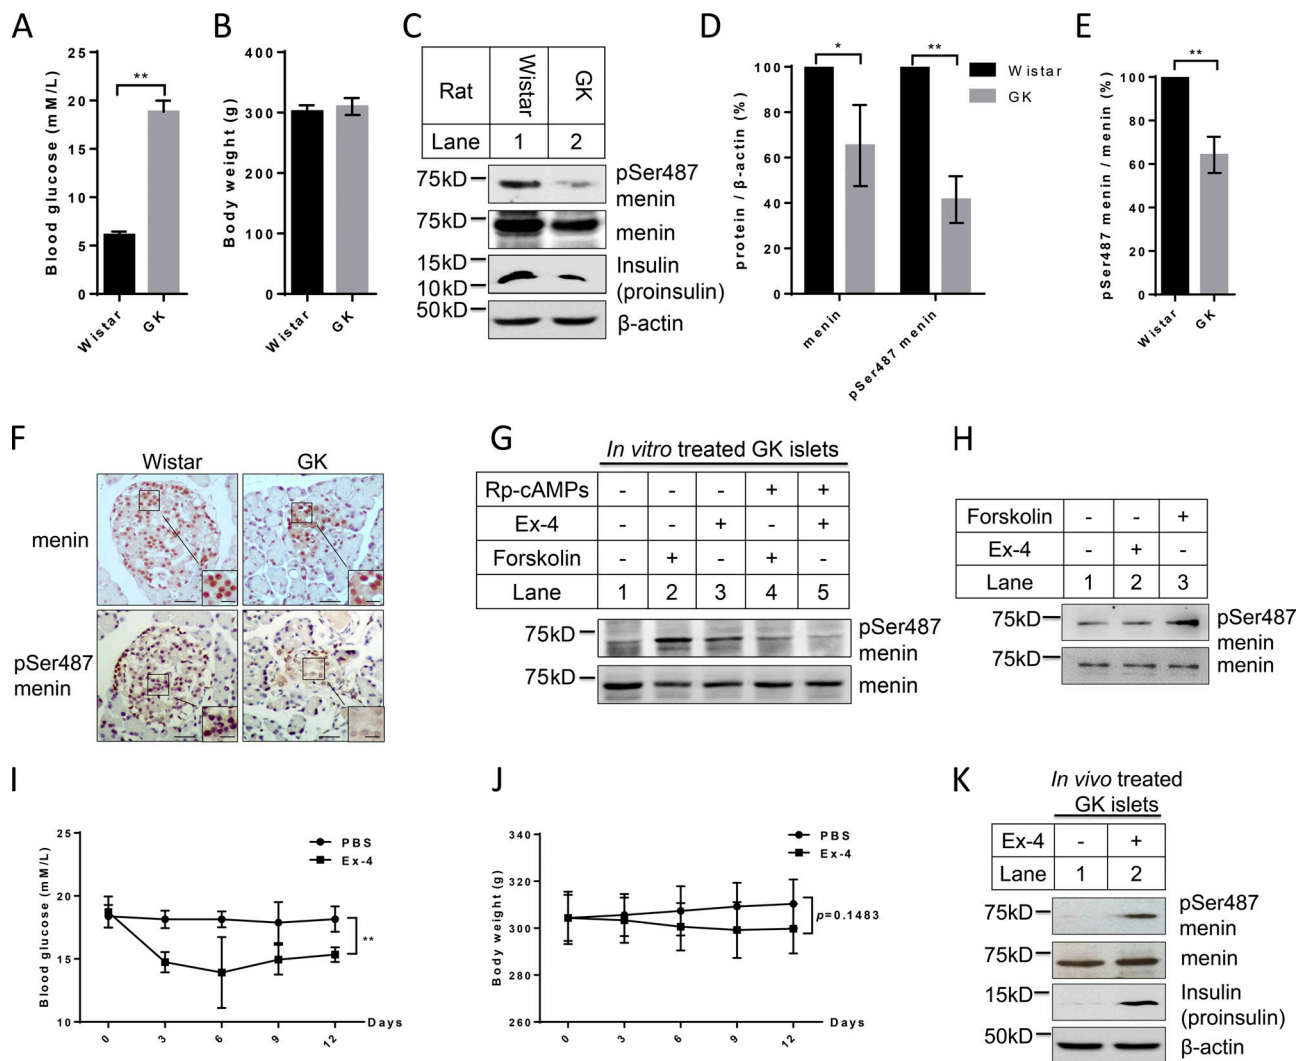 A
Blood glucose (mM/L)
25
20
15
10
5
0
**
Wistar
GK
B
Body weight (g)
400
300
200
100
0
Wistar
GK
C
Rat
Wistar
GK
Lane
1
2
75kD
pSer487
menin
75kD
menin
15kD
10kD
Insulin
(proinsulin)
50kD
β-actin
D
protein / β-actin (%)
100
80
60
40
20
0
*
**
menin
pSer487 menin
Wistar
GK
E
pSer487 menin / menin (%)
100
80
60
40
20
0
**
Wistar
GK
F
Wistar
GK
menin
pSer487
menin
G
In vitro treated GK islets
Rp-cAMPs - - - + +
Ex-4 - - + - +
Forskolin - + - + -
Lane 1 2 3 4 5
75kD
pSer487
menin
75kD
menin
H
Forskolin - - +
Ex-4 - + -
Lane 1 2 3
75kD
pSer487
menin
75kD
menin
I
Blood glucose (mM/L)
25
20
15
10
0
3
6
9
12
Days
PBS
Ex-4
**
J
Body weight (g)
340
320
300
280
260
0
3
6
9
12
Days
PBS
Ex-4
p=0.1483
K
In vivo treated
GK islets
Ex-4 - +
Lane 1 2
75kD
pSer487
menin
75kD
menin
15kD
Insulin
(proinsulin)
50kD
β-actin